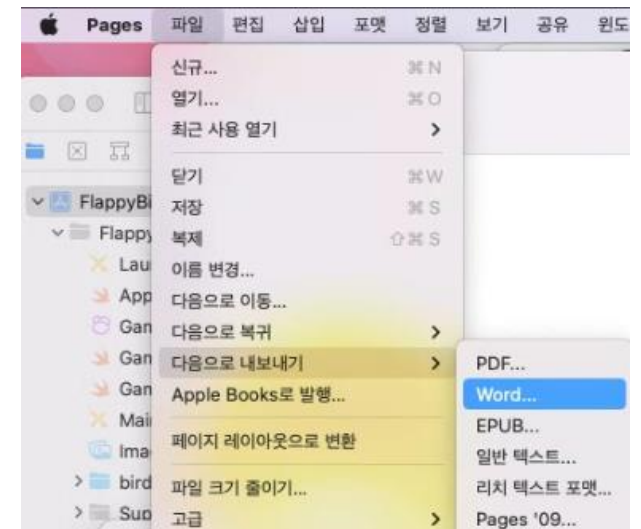 Pages 파일 편집 삽입 포맷 정렬 보기 공유 윈도
신규... ⌘ N
열기... ⌘ O
최근 사용 열기 >
닫기 ⌘ W
저장 ⌘ S
복제 ⇧ ⌘ S
이름 변경...
다음으로 이동...
다음으로 복귀 >
다음으로 내보내기 >
Apple Books로 발행...
페이지 레이아웃으로 변환
파일 크기 줄이기...
고급 >
PDF...
Word...
EPUB...
일반 텍스트...
리치 텍스트 포맷...
Pages '09...
FlappyBi
Flappy
Lau
App
Gan
Gan
Gan
Mai
Ima
bird
Sup